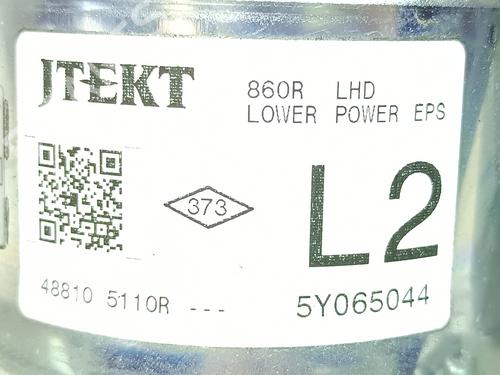 JTEKT
860R LHD
LOWER POWER EPS
373
L2
48810 5110R ---
5Y065044